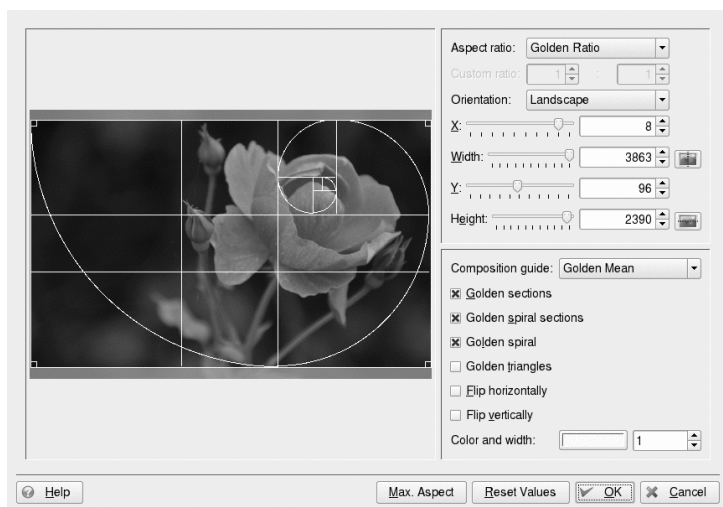 Aspect ratio: Golden Ratio
Custom ratio: 1 : 1
Orientation: Landscape
X: 8
Width: 3863
Y: 96
Height: 2390
Composition guide: Golden Mean
Golden sections
Golden spiral sections
Golden spiral
Golden triangles
Flip horizontally
Flip vertically
Color and width: 1
Help Max. Aspect Reset Values OK Cancel